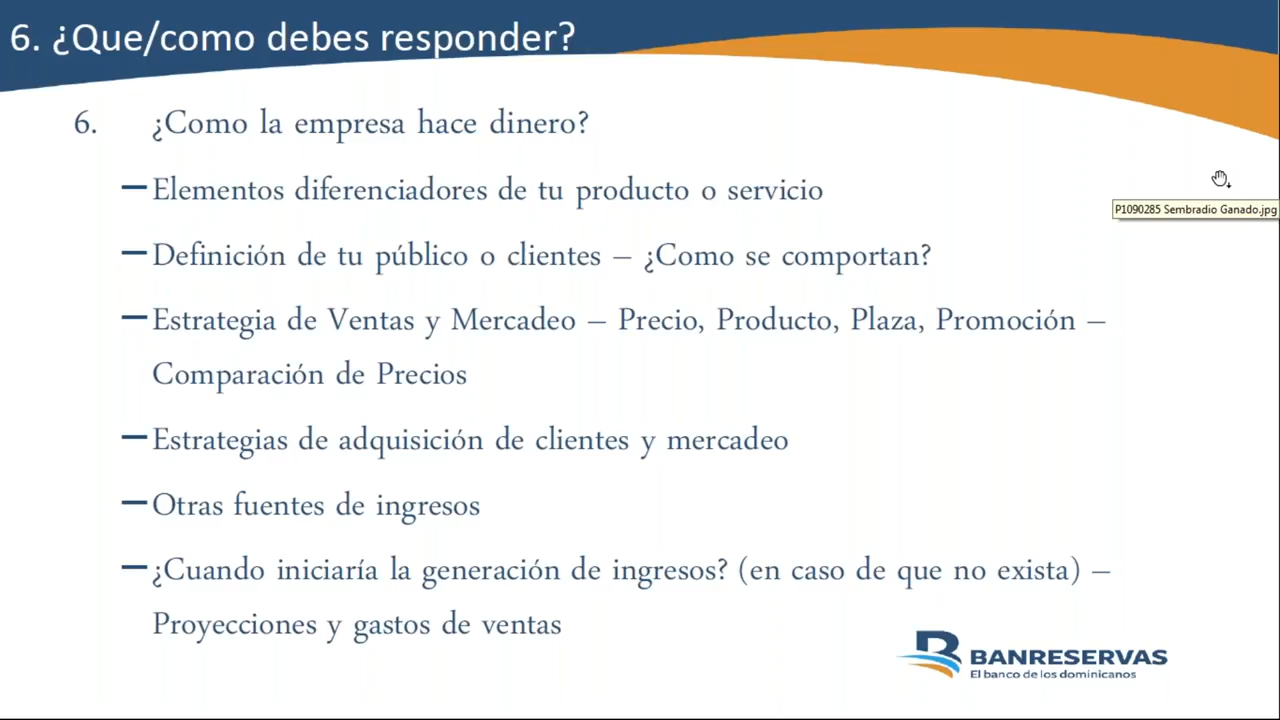 6. ¿Que/como debes responder?
6. ¿Como la empresa hace dinero?
–Elementos diferenciadores de tu producto o servicio
P1090285 Sembradio Ganado.jpg
–Definición de tu público o clientes – ¿Como se comportan?
–Estrategia de Ventas y Mercadeo – Precio, Producto, Plaza, Promoción –
Comparación de Precios
–Estrategias de adquisición de clientes y mercadeo
–Otras fuentes de ingresos
–¿Cuando iniciaría la generación de ingresos? (en caso de que no exista) –
Proyecciones y gastos de ventas
BANRESERVAS
El banco de los dominicanos